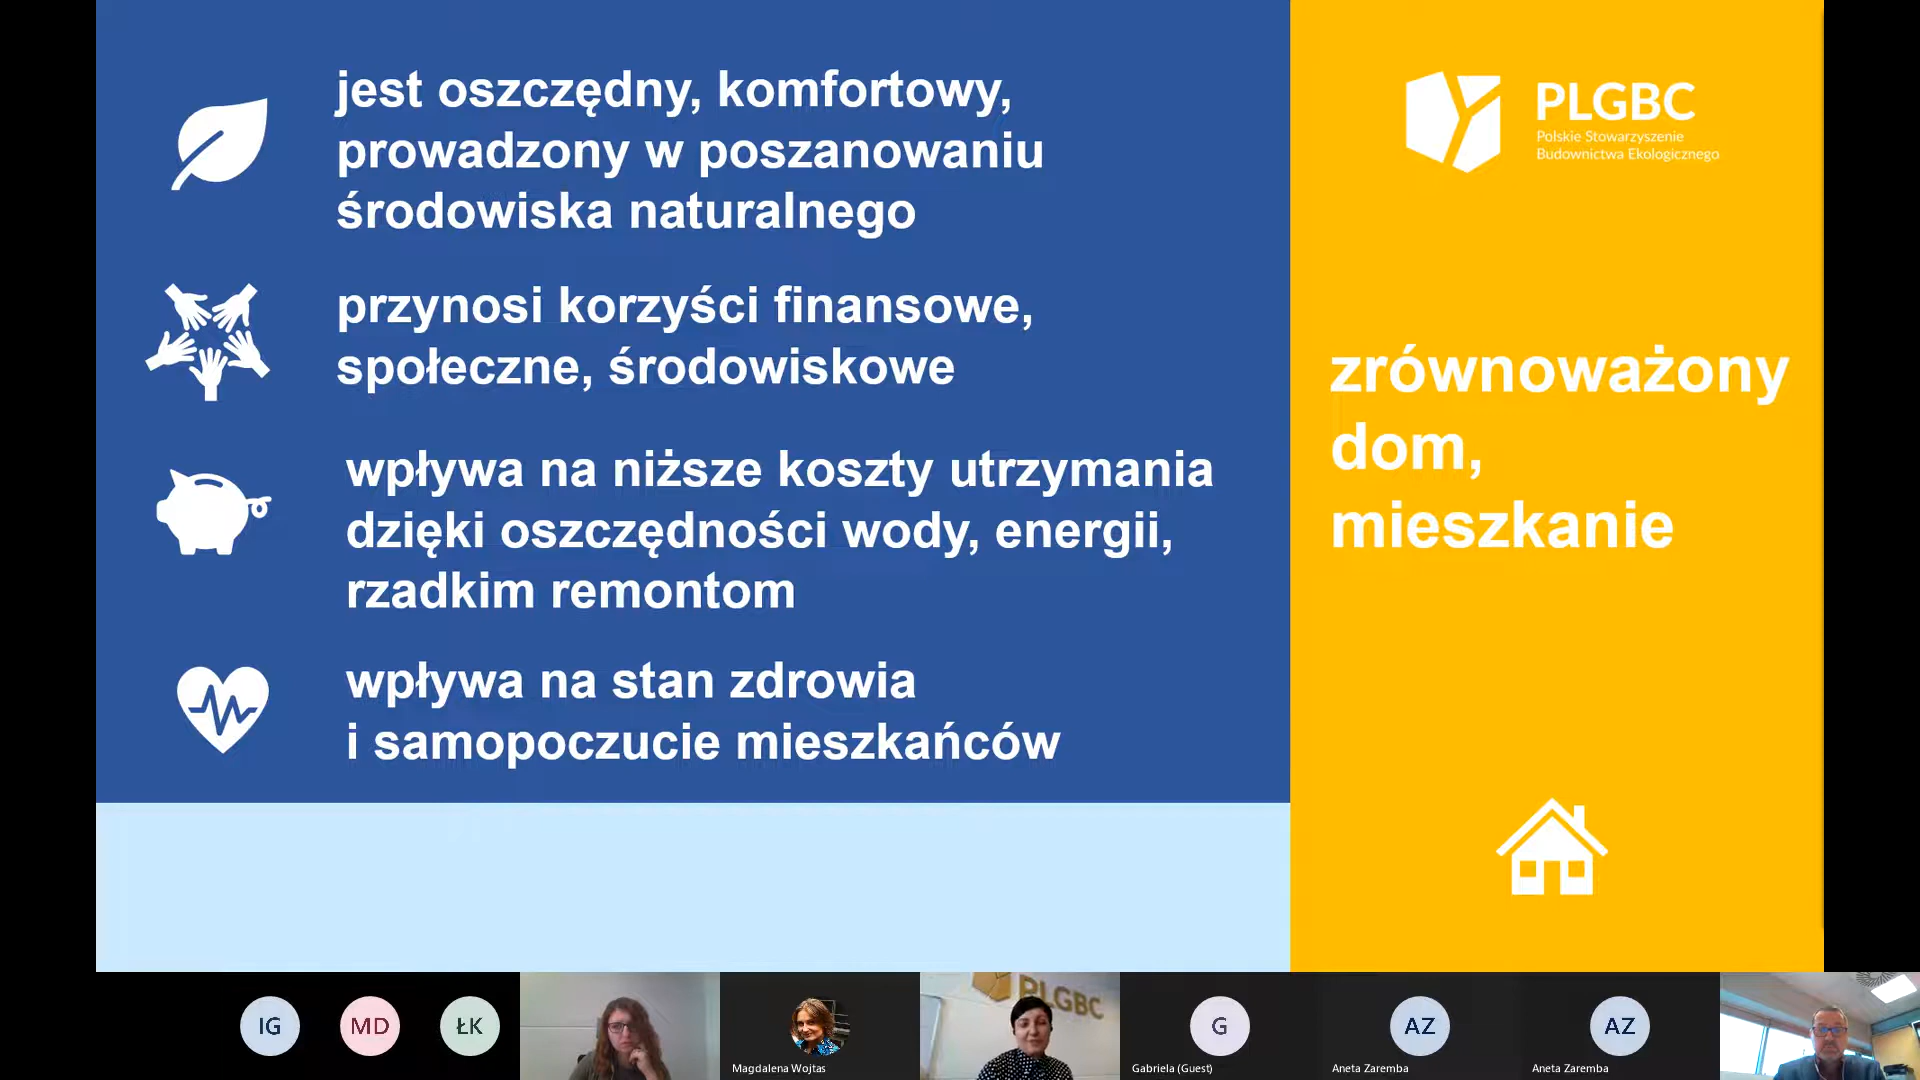 jest oszczędny, komfortowy,
prowadzony w poszanowaniu
środowiska naturalnego
przynosi korzyści finansowe,
społeczne, środowiskowe
wpływa na niższe koszty utrzymania
dzięki oszczędności wody, energii,
rzadkim remontom
wpływa na stan zdrowia
i samopoczucie mieszkańców
PLGBC
Polskie Stowarzyszenie
Budownictwa Ekologicznego
zrównoważony
dom,
mieszkanie
IG
MD
ŁK
Magdalena Wojtas
PLGBC
G
Gabriela (Guest)
AZ
Aneta Zaremba
AZ
Aneta Zaremba